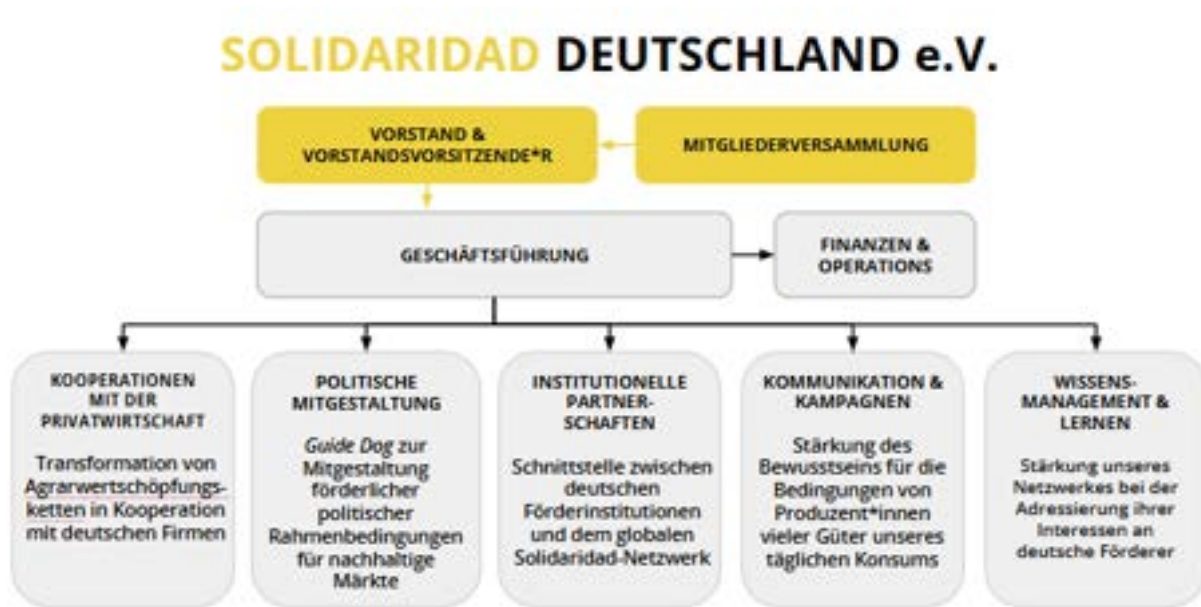 SOLIDARIDAD DEUTSCHLAND e.V.
VORSTAND &
VORSTANDSVORSITZENDE*R
MITGLIEDERVERSAMMLUNG
GESCHÄFTSFÜHRUNG
FINANZEN &
OPERATIONS
KOOPERATIONEN
MIT DER
PRIVATWIRTSCHAFT
Transformation von
Agrarwertschöpfungs-
ketten in Kooperation
mit deutschen Firmen
POLITISCHE
MITGESTALTUNG
Guide Dog zur
Mitgestaltung
förderlicher
politischer
Rahmenbedingungen
für nachhaltige
Märkte
INSTITUTIONELLE
PARTNER-
SCHAFTEN
Schnittstelle zwischen
deutschen
Förderinstitutionen
und dem globalen
Solidaridad-Netzwerk
KOMMUNIKATION &
KAMPAGNEN
Stärkung des
Bewusstseins für die
Bedingungen von
Produzent*innen
vieler Güter unseres
täglichen Konsums
WISSENS-
MANAGEMENT &
LERNEN
Stärkung unseres
Netzwerkes bei der
Adressierung ihrer
Interessen an
deutsche Förderer